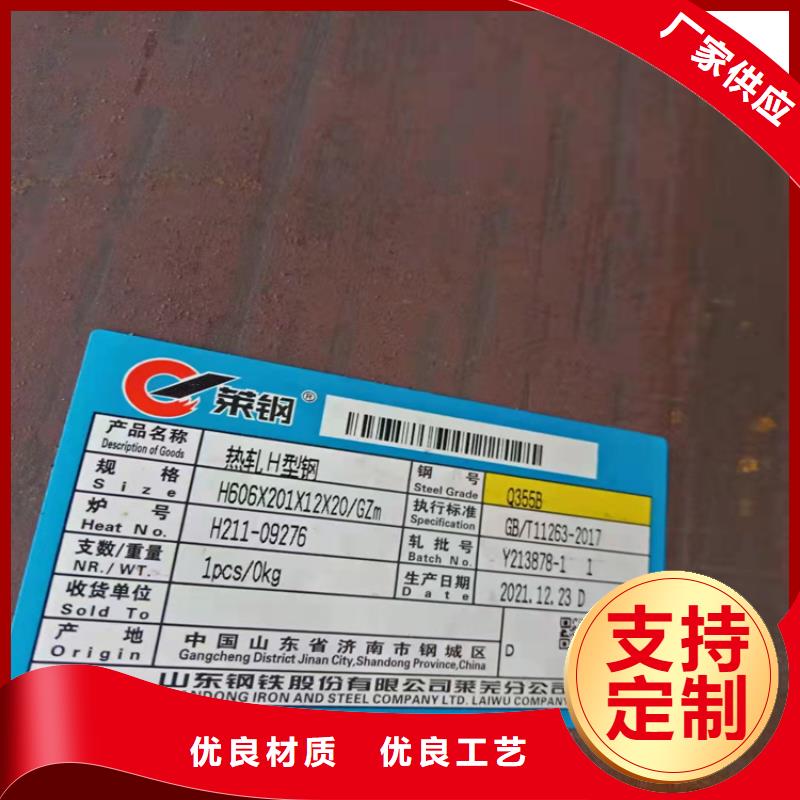 厂家供应
莱钢®
产品名称
Description of Goods
热轧H型钢
钢 号
Steel Grade
Q355B
规 格
Size
H606X201X12X20/GZm
执行标准
Specification
GB/T11263-2017
炉 号
Heat No.
H211-09276
轧批号
Batch No.
Y213878-1 1
支数/重量
NR./WT.
1pcs/0kg
生产日期
Date
2021.12.23 D
收货单位
Sold To
产 地
Origin
中国山东省济南市钢城区
Gangcheng District Jinan City,Shandong Province,China
D
山东钢铁股份有限公司莱芜分公司
DONG IRON AND STEEL COMPANY LTD. LAIWU COMPANY
支持
定制
优良材质 优良工艺